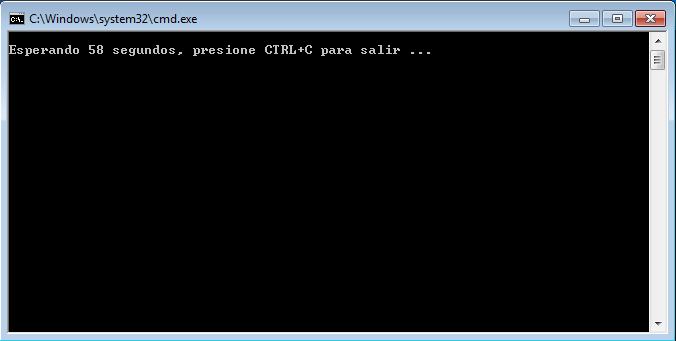 C:\Windows\system32\cmd.exe
Esperando 58 segundos, presione CTRL+C para salir ...